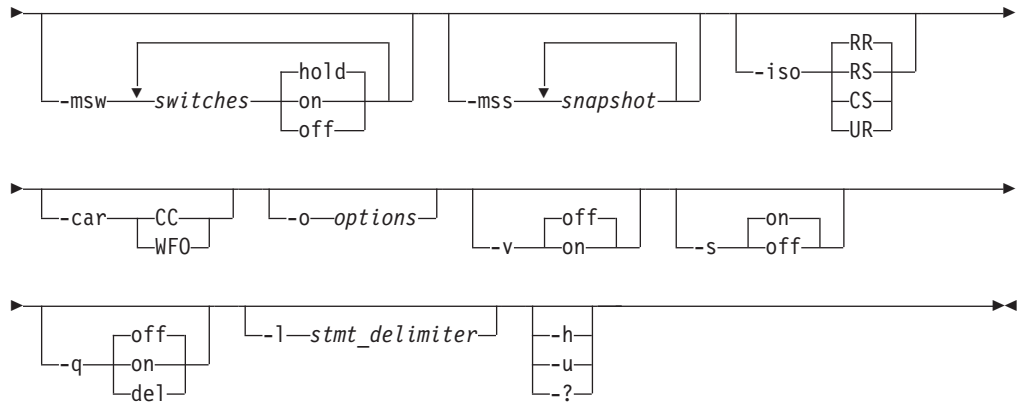 hold RR
-msw switches on -mss snapshot -iso RS
off CS
UR
-car CC -o options off on
WFO -v on -s off
off
-q on -l stmt_delimiter -h
del -u
-?